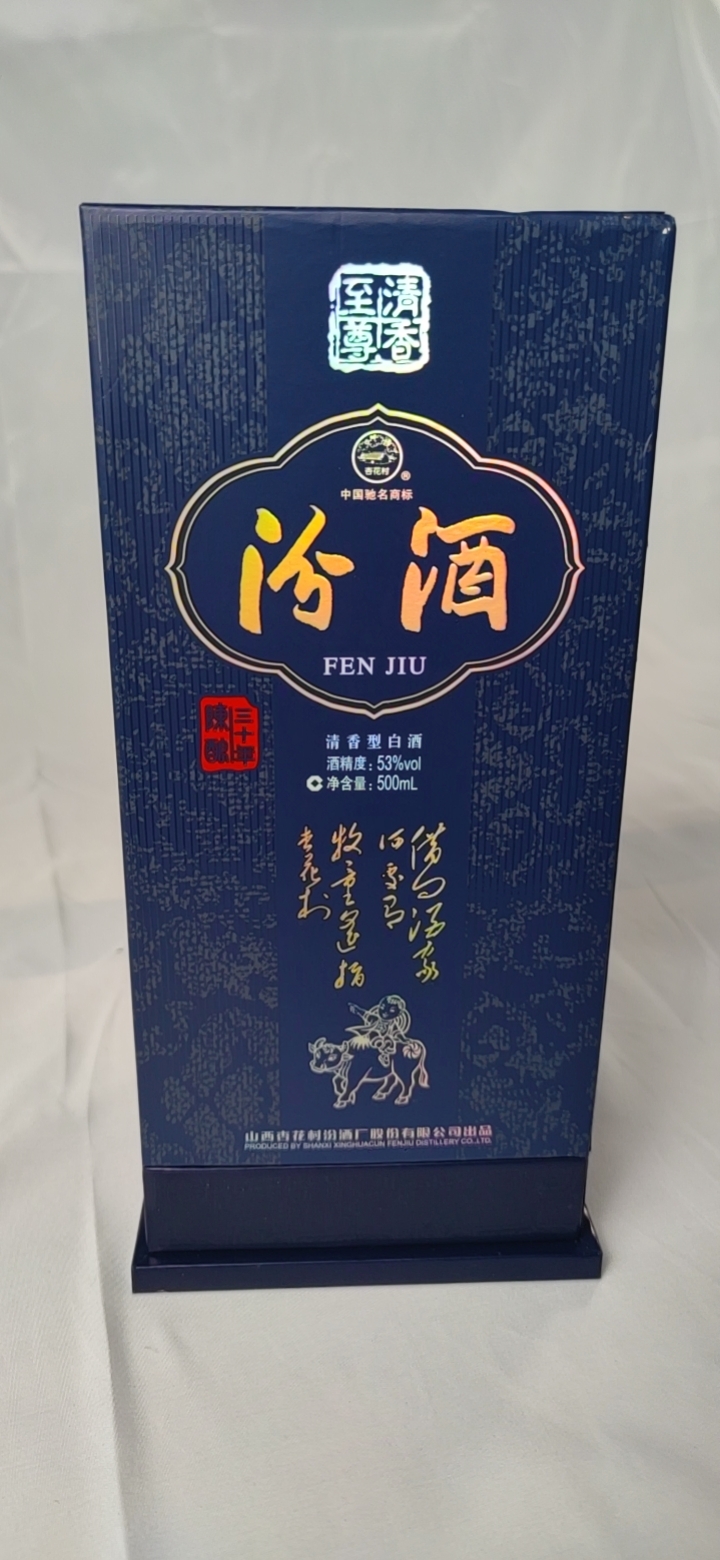 清香
至尊
杏花村
®
中国驰名商标
汾酒
FEN JIU
三十年
陳釀
清香型白酒
酒精度：53%vol
净含量：500mL
借问酒家
何处有
牧童遥指
杏花村
山西杏花村汾酒厂股份有限公司出品
PRODUCED BY SHANXI XINGHUACUN FENJIU DISTILLERY CO.,LTD.